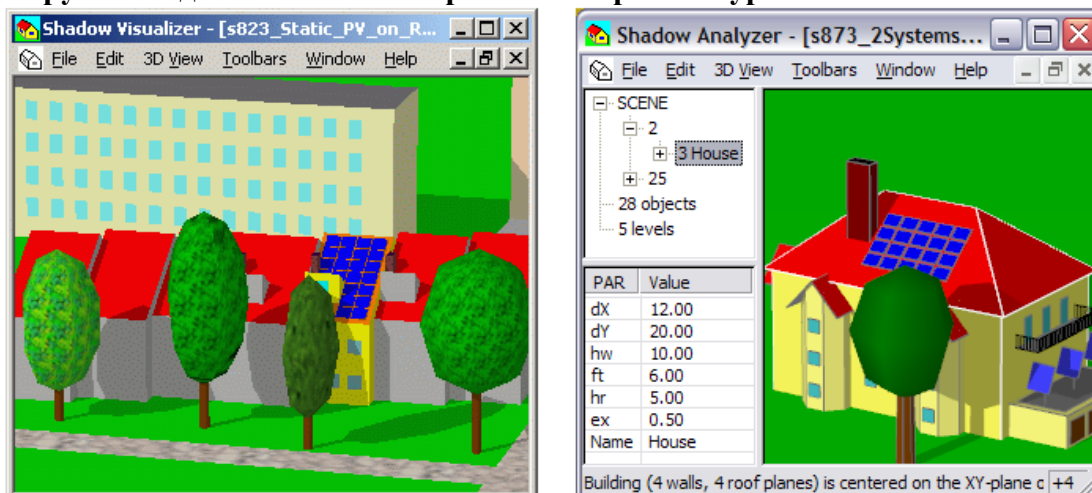 Shadow Visualizer - [s823_Static_PV_on_R...
File Edit 3D View Toolbars Window Help
Shadow Analyzer - [s873_2Systems...
File Edit 3D View Toolbars Window Help
SCENE
2
3 House
25
28 objects
5 levels
PAR Value
dX 12.00
dY 20.00
hw 10.00
ft 6.00
hr 5.00
ex 0.50
Name House
Building (4 walls, 4 roof planes) is centered on the XY-plane +4